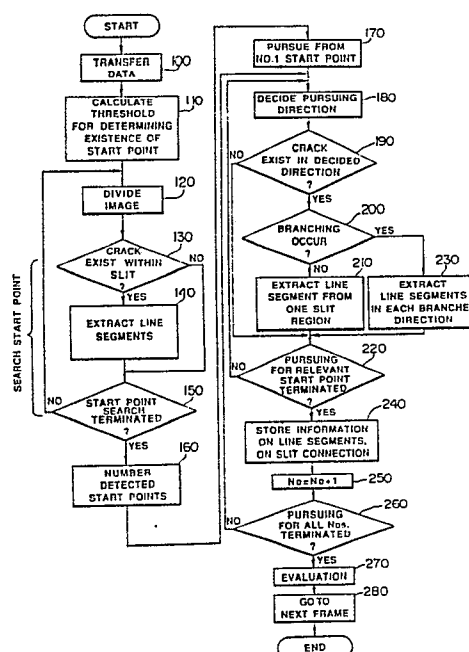 START
TRANSFER
DATA
100
CALCULATE
THRESHOLD
FOR DETERMINING
EXISTENCE OF
START POINT
110
DIVIDE
IMAGE
120
CRACK
EXIST WITHIN
SLIT
?
130
NO
YES
140
EXTRACT LINE
SEGMENTS
SEARCH START POINT
START POINT
SEARCH
TERMINATED
?
150
NO
YES
160
NUMBER
DETECTED
START POINTS
170
PURSUE FROM
NO.1 START POINT
DECIDE PURSUING
DIRECTION
180
CRACK
EXIST IN DECIDED
DIRECTION
?
190
NO
YES
200
BRANCHING
OCCUR
?
YES
NO
210
EXTRACT LINE
SEGMENT FROM
ONE SLIT
REGION
230
EXTRACT
LINE SEGMENTS
IN EACH BRANCHED
DIRECTION
PURSUING
FOR RELEVANT
START POINT
TERMINATED
?
220
NO
YES
240
STORE INFORMATION
ON LINE SEGMENTS,
ON SLIT CONNECTION
No=No+1
250
PURSUING
FOR ALL Nos.
TERMINATED
?
260
NO
YES
270
EVALUATION
280
GO TO
NEXT FRAME
END